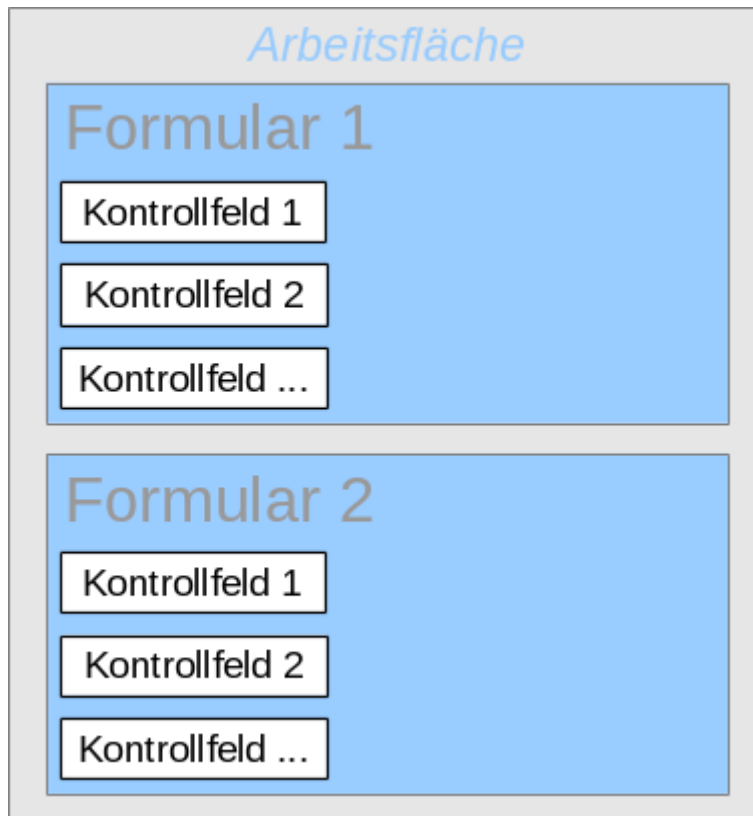 Arbeitsfläche
Formular 1
Kontrollfeld 1
Kontrollfeld 2
Kontrollfeld ...
Formular 2
Kontrollfeld 1
Kontrollfeld 2
Kontrollfeld ...